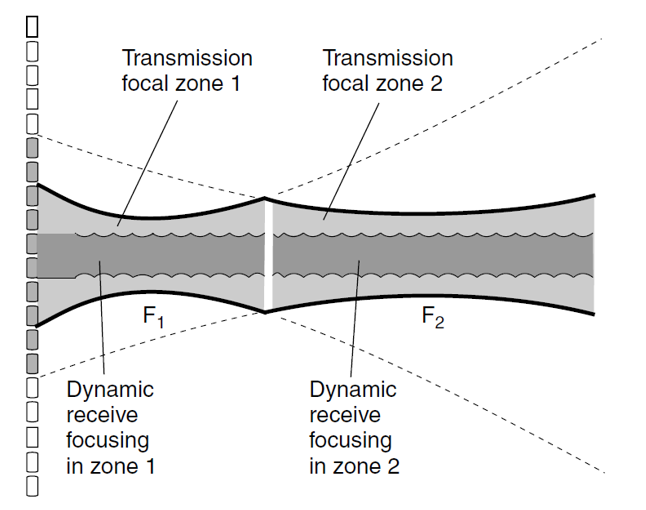 Transmission
focal zone 1
Transmission
focal zone 2
F1
F2
Dynamic
receive
focusing
in zone 1
Dynamic
receive
focusing
in zone 2